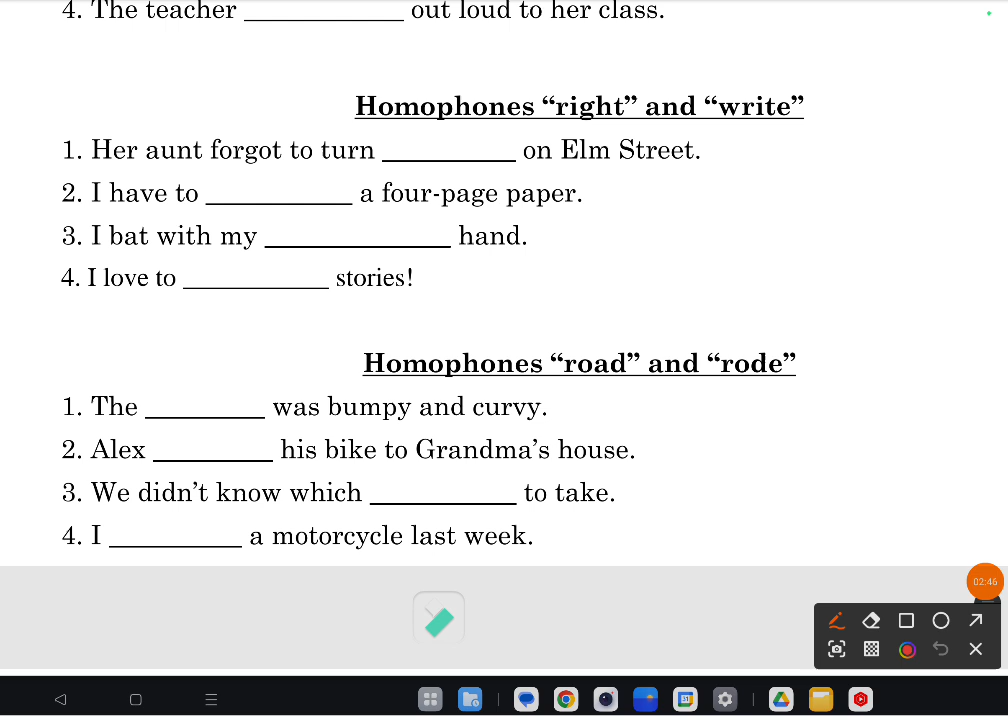 4. The teacher ____________ out loud to her class.
Homophones “right” and “write”
1. Her aunt forgot to turn __________ on Elm Street.
2. I have to ___________ a four-page paper.
3. I bat with my ______________ hand.
4. I love to ___________ stories!
Homophones “road” and “rode”
1. The _________ was bumpy and curvy.
2. Alex _________ his bike to Grandma’s house.
3. We didn’t know which ___________ to take.
4. I __________ a motorcycle last week.
02:46
31